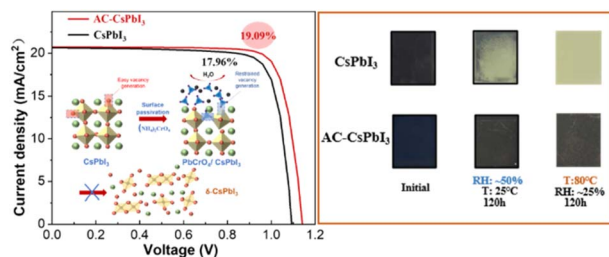 AC-CsPbI3
CsPbI3
19.09%
17.96%
Current density (mA/cm2)
25
20
15
10
5
0
0.0 0.2 0.4 0.6 0.8 1.0 1.2 1.4
Voltage (V)
Easy vacancy
generation
Surface
passivation
(NH4)2CrO4
H2O
Restrained vacancy
generation
CsPbI3
PbCrO4/ CsPbI3
δ-CsPbI3
CsPbI3
AC-CsPbI3
Initial
RH: ~50%
T: 25°C
120h
T:80°C
RH: ~25%
120h